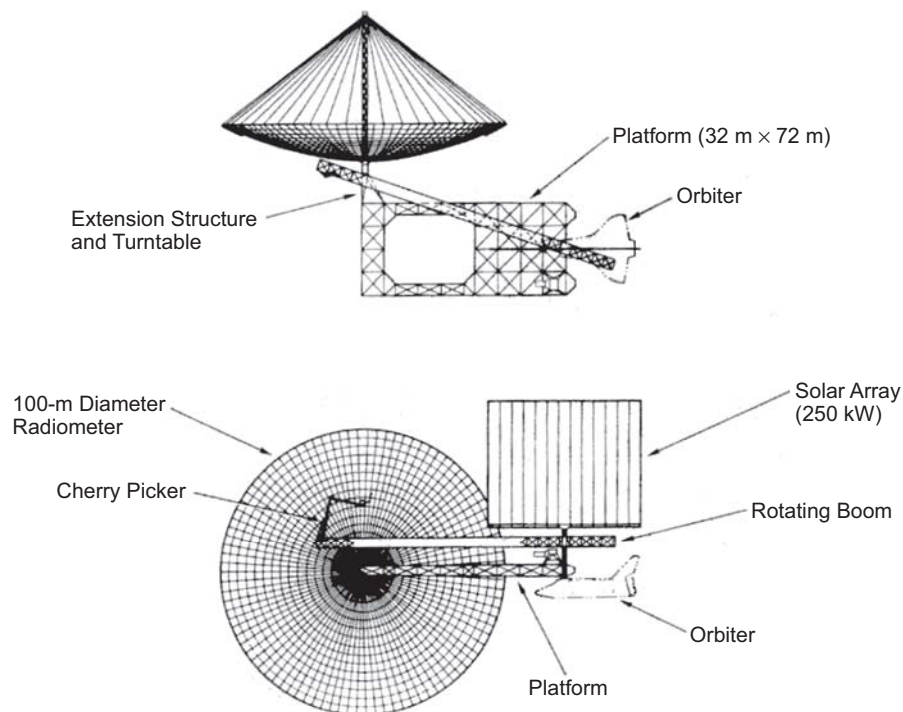 Platform (32 m × 72 m)
Orbiter
Extension Structure
and Turntable
100-m Diameter
Radiometer
Solar Array
(250 kW)
Cherry Picker
Rotating Boom
Orbiter
Platform